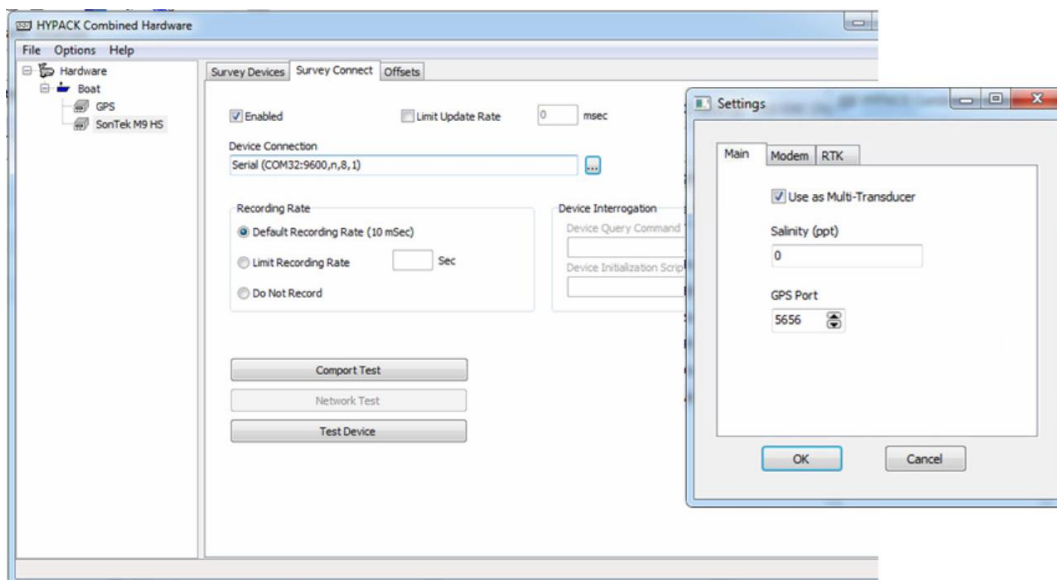 HYPACK Combined Hardware
File Options Help
Hardware
Boat
GPS
SonTek M9 HS
Survey Devices Survey Connect Offsets
Enabled
Limit Update Rate 0 msec
Device Connection
Serial (COM32:9600,n,8,1)
...
Recording Rate
Default Recording Rate (10 mSec)
Limit Recording Rate Sec
Do Not Record
Device Interrogation
Device Query Command
Device Initialization Scrip
Comport Test
Network Test
Test Device
Settings
Main Modem RTK
Use as Multi-Transducer
Salinity (ppt)
0
GPS Port
5656
OK Cancel